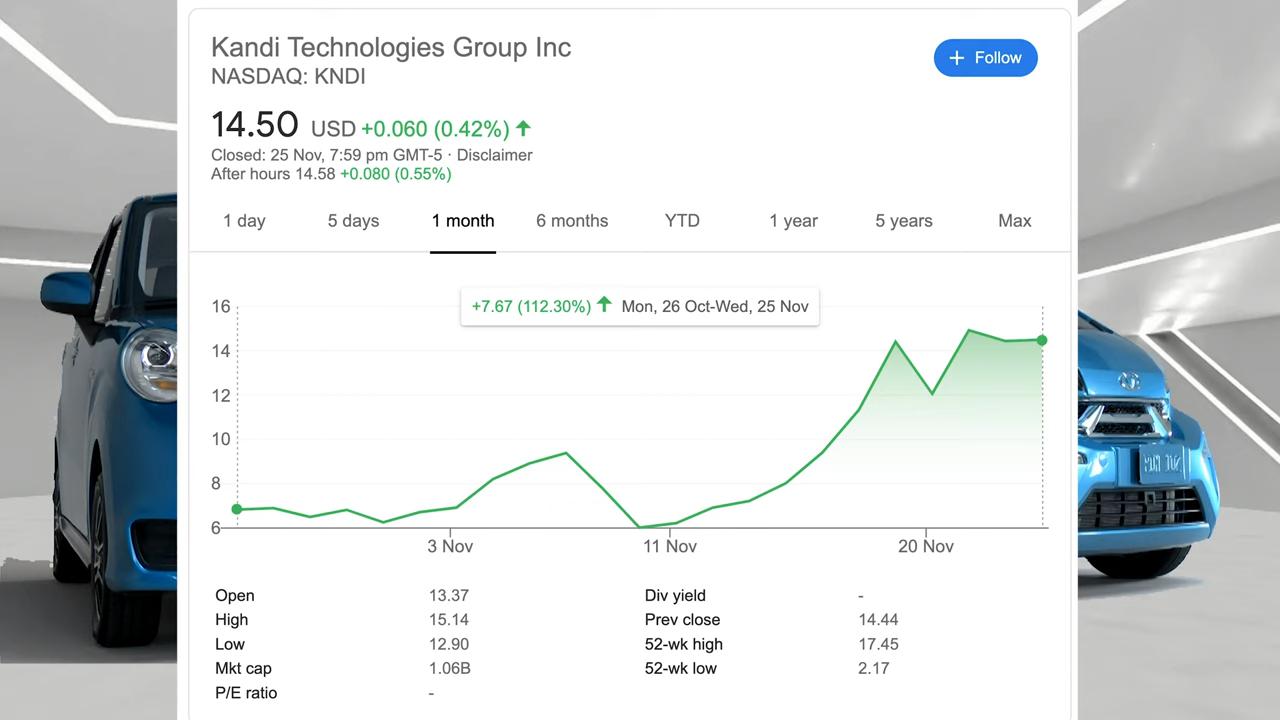 Kandi Technologies Group Inc
NASDAQ: KNDI
+ Follow
14.50 USD +0.060 (0.42%) ↑
Closed: 25 Nov, 7:59 pm GMT-5 · Disclaimer
After hours 14.58 +0.080 (0.55%)
1 day 5 days 1 month 6 months YTD 1 year 5 years Max
+7.67 (112.30%) ↑ Mon, 26 Oct-Wed, 25 Nov
16
14
12
10
8
6
3 Nov 11 Nov 20 Nov
Open 13.37 Div yield -
High 15.14 Prev close 14.44
Low 12.90 52-wk high 17.45
Mkt cap 1.06B 52-wk low 2.17
P/E ratio -